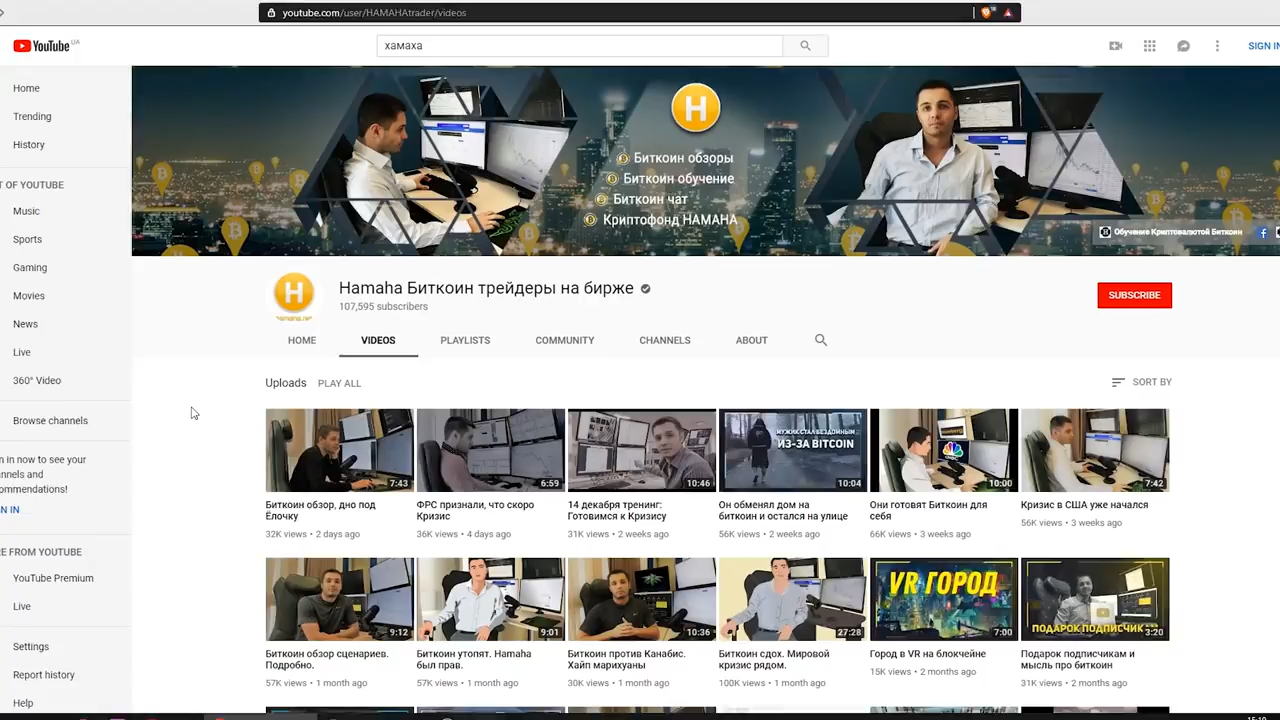 youtube.com/user/HAMAHAtrader/videos
YouTube UA
хамаха
SIGN IN
Home
Trending
History
T OF YOUTUBE
Music
Sports
Gaming
Movies
News
Live
360° Video
Browse channels
n in now to see your
nnels and
ommendations!
GN IN
RE FROM YOUTUBE
YouTube Premium
Live
Settings
Report history
Help
H
Биткоин обзоры
Биткоин обучение
Биткоин чат
Криптофонд HAMAHA
Обучение Криптовалютой Биткоин
H
Hamaha Биткоин трейдеры на бирже
107,595 subscribers
SUBSCRIBE
HOME
VIDEOS
PLAYLISTS
COMMUNITY
CHANNELS
ABOUT
Uploads
PLAY ALL
SORT BY
7:43
Биткоин обзор, дно под
Ёлочку
32K views • 2 days ago
6:59
ФРС признали, что скоро
Кризис
36K views • 4 days ago
10:46
14 декабря тренинг:
Готовимся к Кризису
31K views • 2 weeks ago
МУЖИК СТАЛ БЕЗДОМНЫМ
ИЗ-ЗА BITCOIN
10:04
Он обменял дом на
биткоин и остался на улице
56K views • 2 weeks ago
10:00
Они готовят Биткоин для
себя
66K views • 3 weeks ago
7:42
Кризис в США уже начался
56K views • 3 weeks ago
9:12
Биткоин обзор сценариев.
Подробно.
57K views • 1 month ago
9:01
Биткоин утопят. Hamaha
был прав.
57K views • 1 month ago
10:36
Биткоин против Канабис.
Хайп марихуаны
30K views • 1 month ago
27:28
Биткоин сдох. Мировой
кризис рядом.
100K views • 1 month ago
VR ГОРОД
7:00
Город в VR на блокчейне
15K views • 2 months ago
ПОДАРОК ПОДПИСЧИК
3:20
Подарок подписчикам и
мысль про биткоин
31K views • 2 months ago